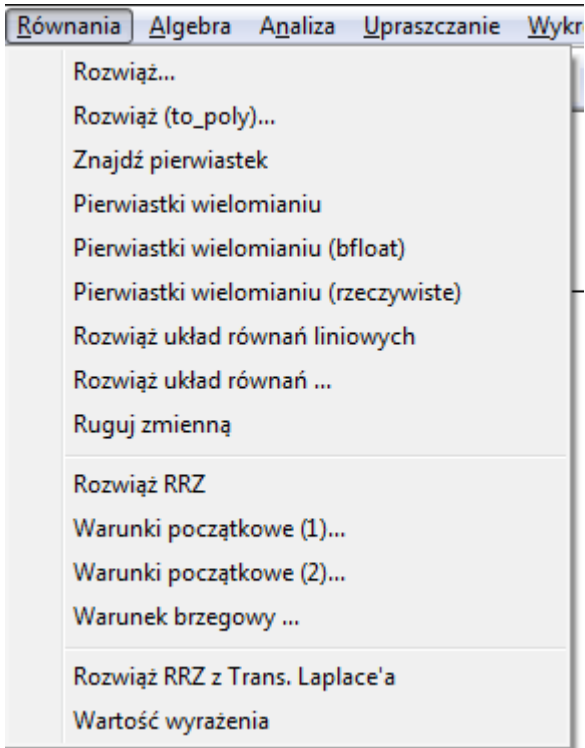 Równania Algebra Analiza Upraszczanie Wykr
Rozwiąż...
Rozwiąż (to_poly)...
Znajdź pierwiastek
Pierwiastki wielomianiu
Pierwiastki wielomianiu (bfloat)
Pierwiastki wielomianiu (rzeczywiste)
Rozwiąż układ równań liniowych
Rozwiąż układ równań ...
Ruguj zmienną
Rozwiąż RRZ
Warunki początkowe (1)...
Warunki początkowe (2)...
Warunek brzegowy ...
Rozwiąż RRZ z Trans. Laplace'a
Wartość wyrażenia